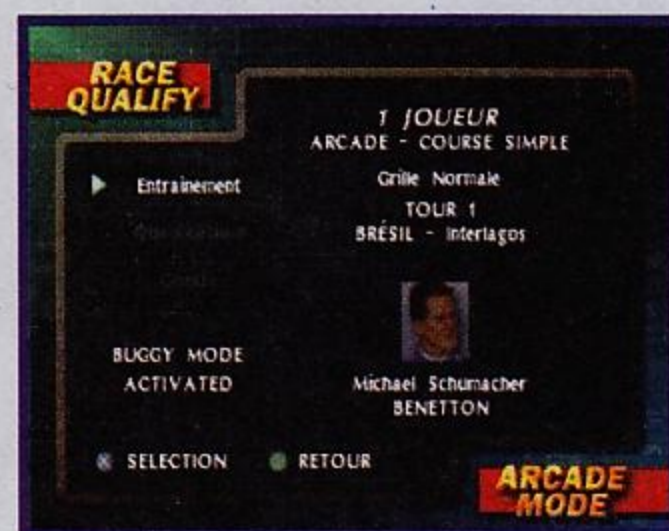 RACE
QUALIFY
1 JOUEUR
ARCADE - COURSE SIMPLE
Grille Normale
TOUR 1
BRÉSIL - Interlagos
Entraînement
BUGGY MODE
ACTIVATED
Michael Schumacher
BENETTON
SELECTION
RETOUR
ARCADE
MODE